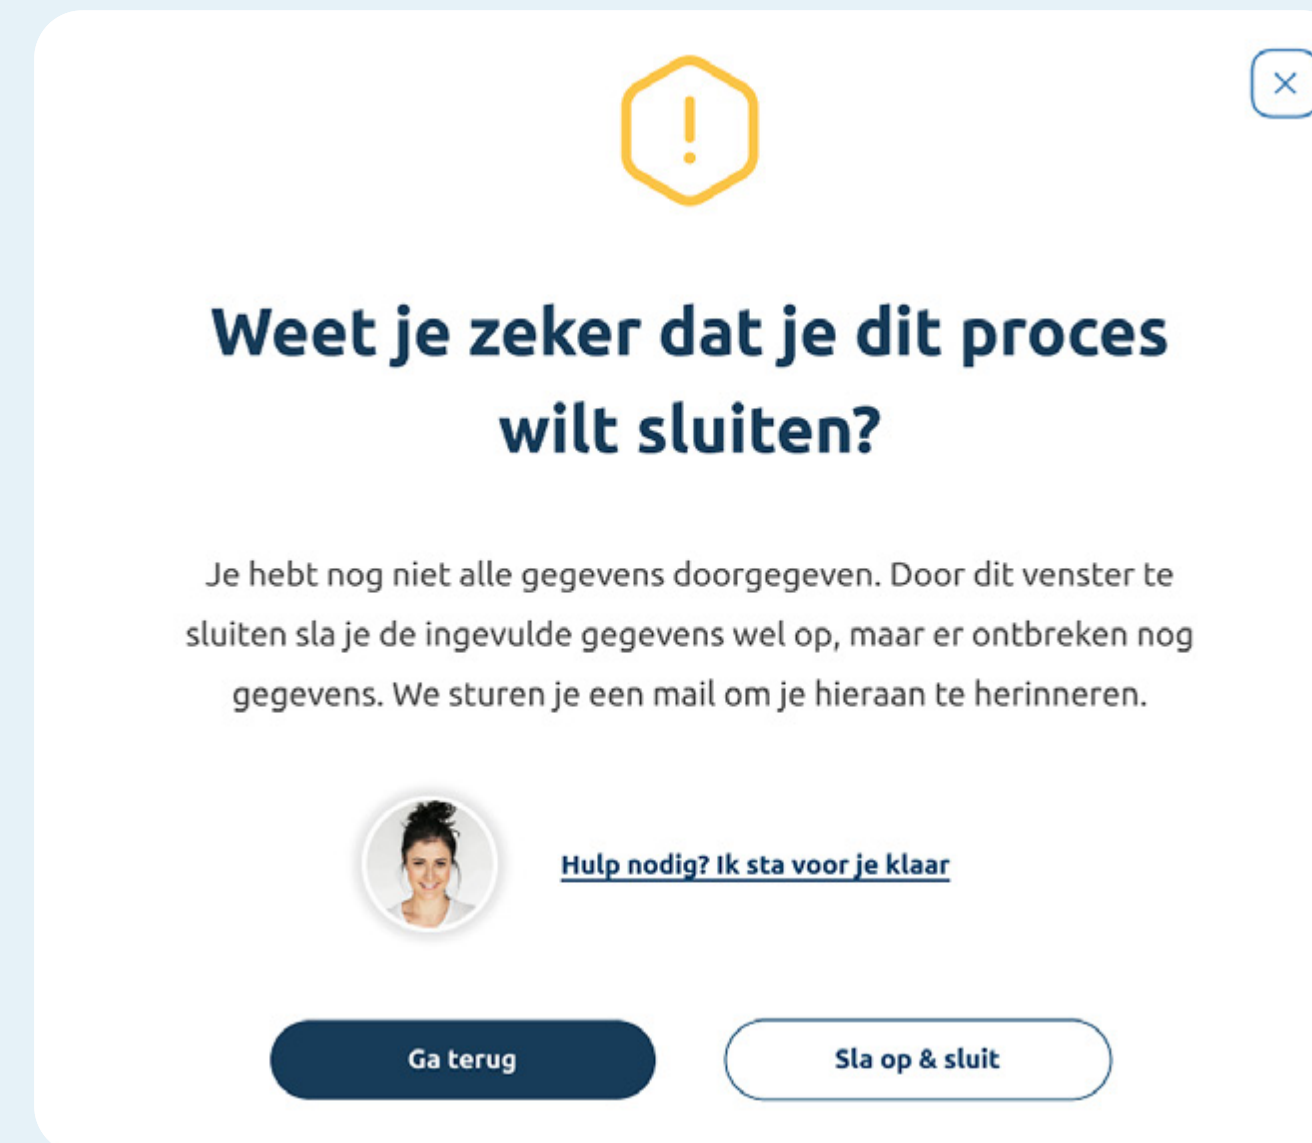 Weet je zeker dat je dit proces
wilt sluiten?
Je hebt nog niet alle gegevens doorgegeven. Door dit venster te
sluiten sla je de ingevulde gegevens wel op, maar er ontbreken nog
gegevens. We sturen je een mail om je hieraan te herinneren.
Hulp nodig? Ik sta voor je klaar
Ga terug
Sla op & sluit